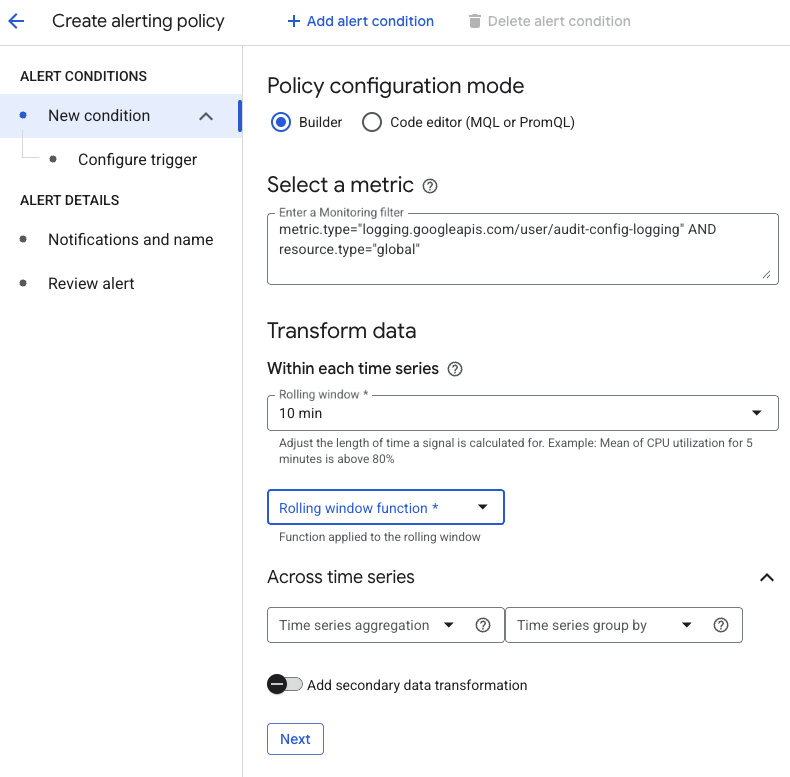 Create alerting policy
Add alert condition
Delete alert condition
ALERT CONDITIONS
New condition
Configure trigger
ALERT DETAILS
Notifications and name
Review alert
Policy configuration mode
Builder
Code editor (MQL or PromQL)
Select a metric
Enter a Monitoring filter
metric.type="logging.googleapis.com/user/audit-config-logging" AND
resource.type="global"
Transform data
Within each time series
Rolling window *
10 min
Adjust the length of time a signal is calculated for. Example: Mean of CPU utilization for 5
minutes is above 80%
Rolling window function *
Function applied to the rolling window
Across time series
Time series aggregation
Time series group by
Add secondary data transformation
Next